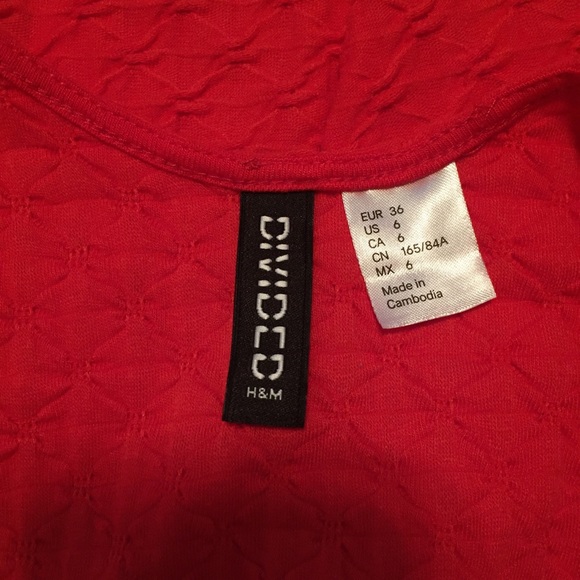 DIVIDED
H&M
EUR 36
US 6
CA 6
CN 165/84A
MX 6
Made in
Cambodia